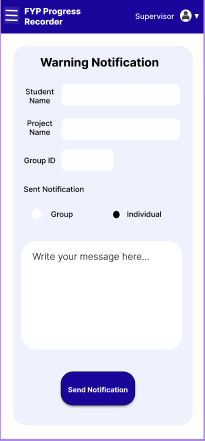 FYP Progress
Recorder
Supervisor
Warning Notification
Student
Name
Project
Name
Group ID
Sent Notification
Group
Individual
Write your message here...
Send Notification